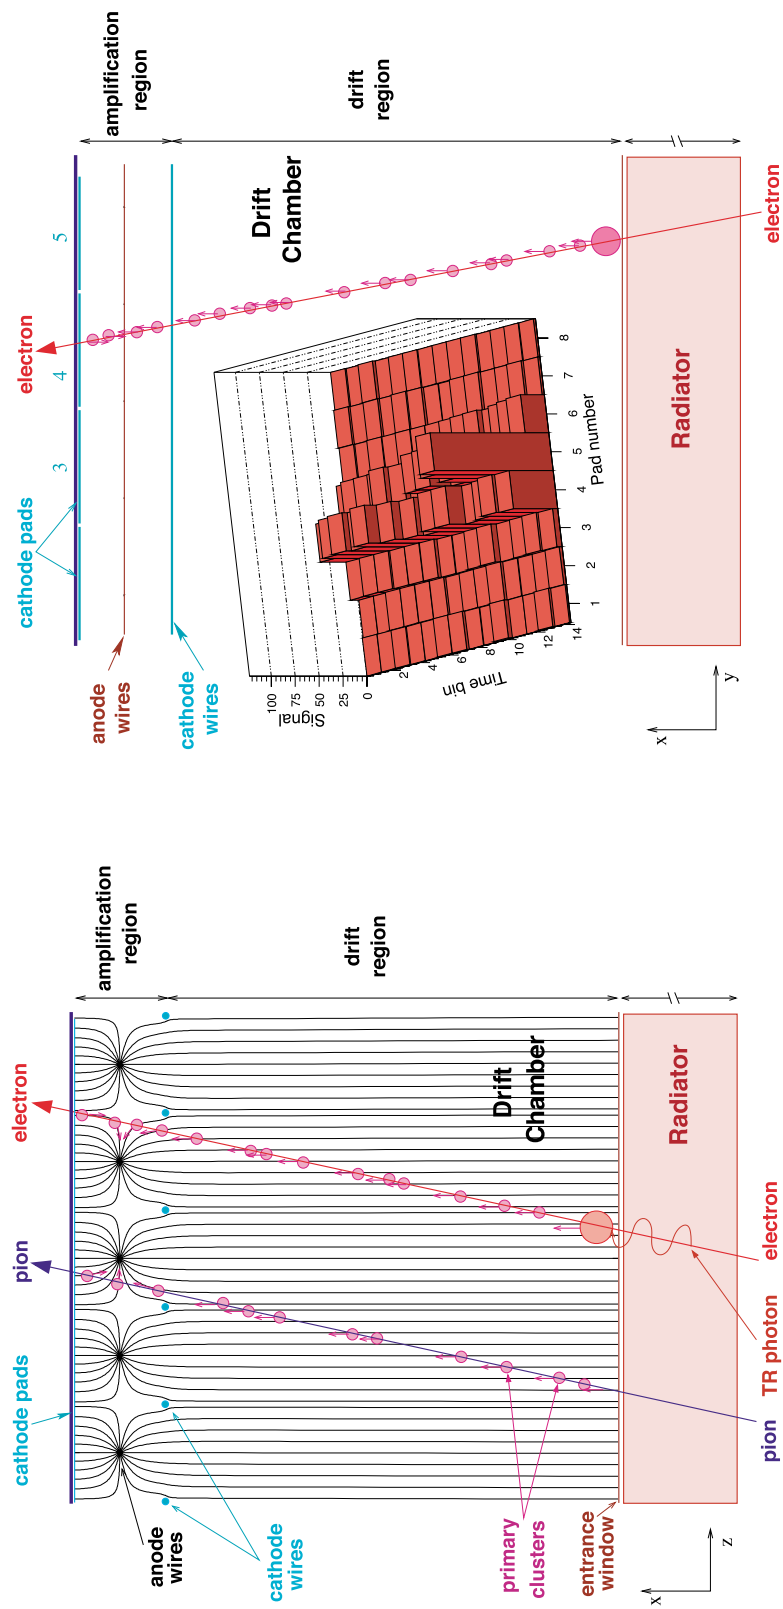 pion
electron
cathode pads
amplification
region
anode
wires
cathode
wires
drift
region
Drift
Chamber
primary
clusters
entrance
window
Radiator
pion
TR photon
electron
x
z
cathode pads
electron
3
4
5
amplification
region
anode
wires
cathode
wires
drift
region
Drift
Chamber
Signal
100
75
50
25
0
Time bin
2
4
6
8
10
12
14
Pad number
1
2
3
4
5
6
7
8
Radiator
electron
x
y